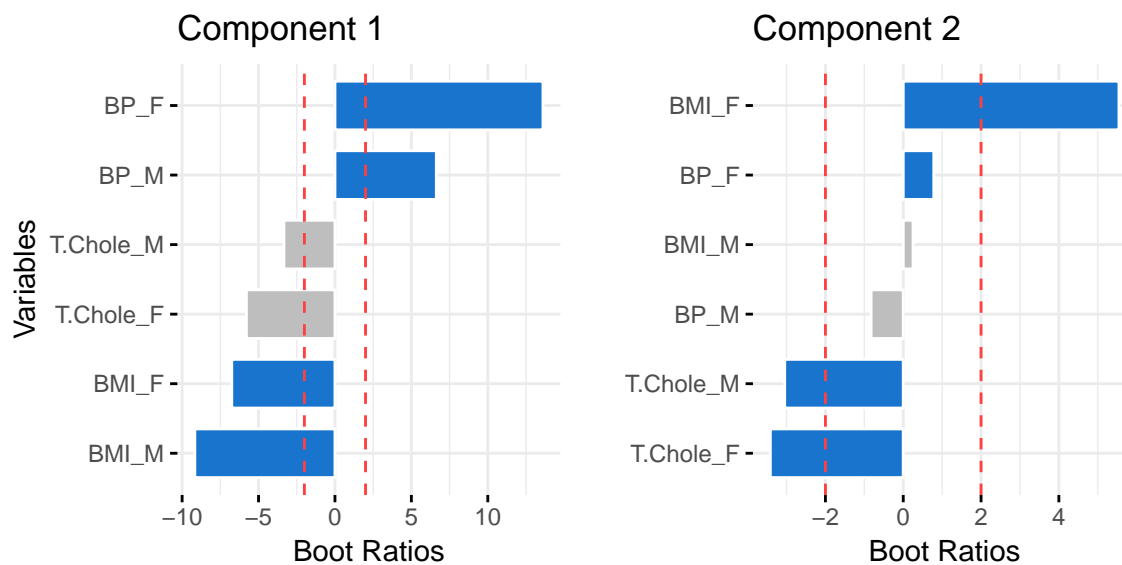 Component 1
Variables
BP_F
BP_M
T.Chole_M
T.Chole_F
BMI_F
BMI_M
−10 −5 0 5 10
Boot Ratios
Component 2
BMI_F
BP_F
BMI_M
BP_M
T.Chole_M
T.Chole_F
−2 0 2 4
Boot Ratios